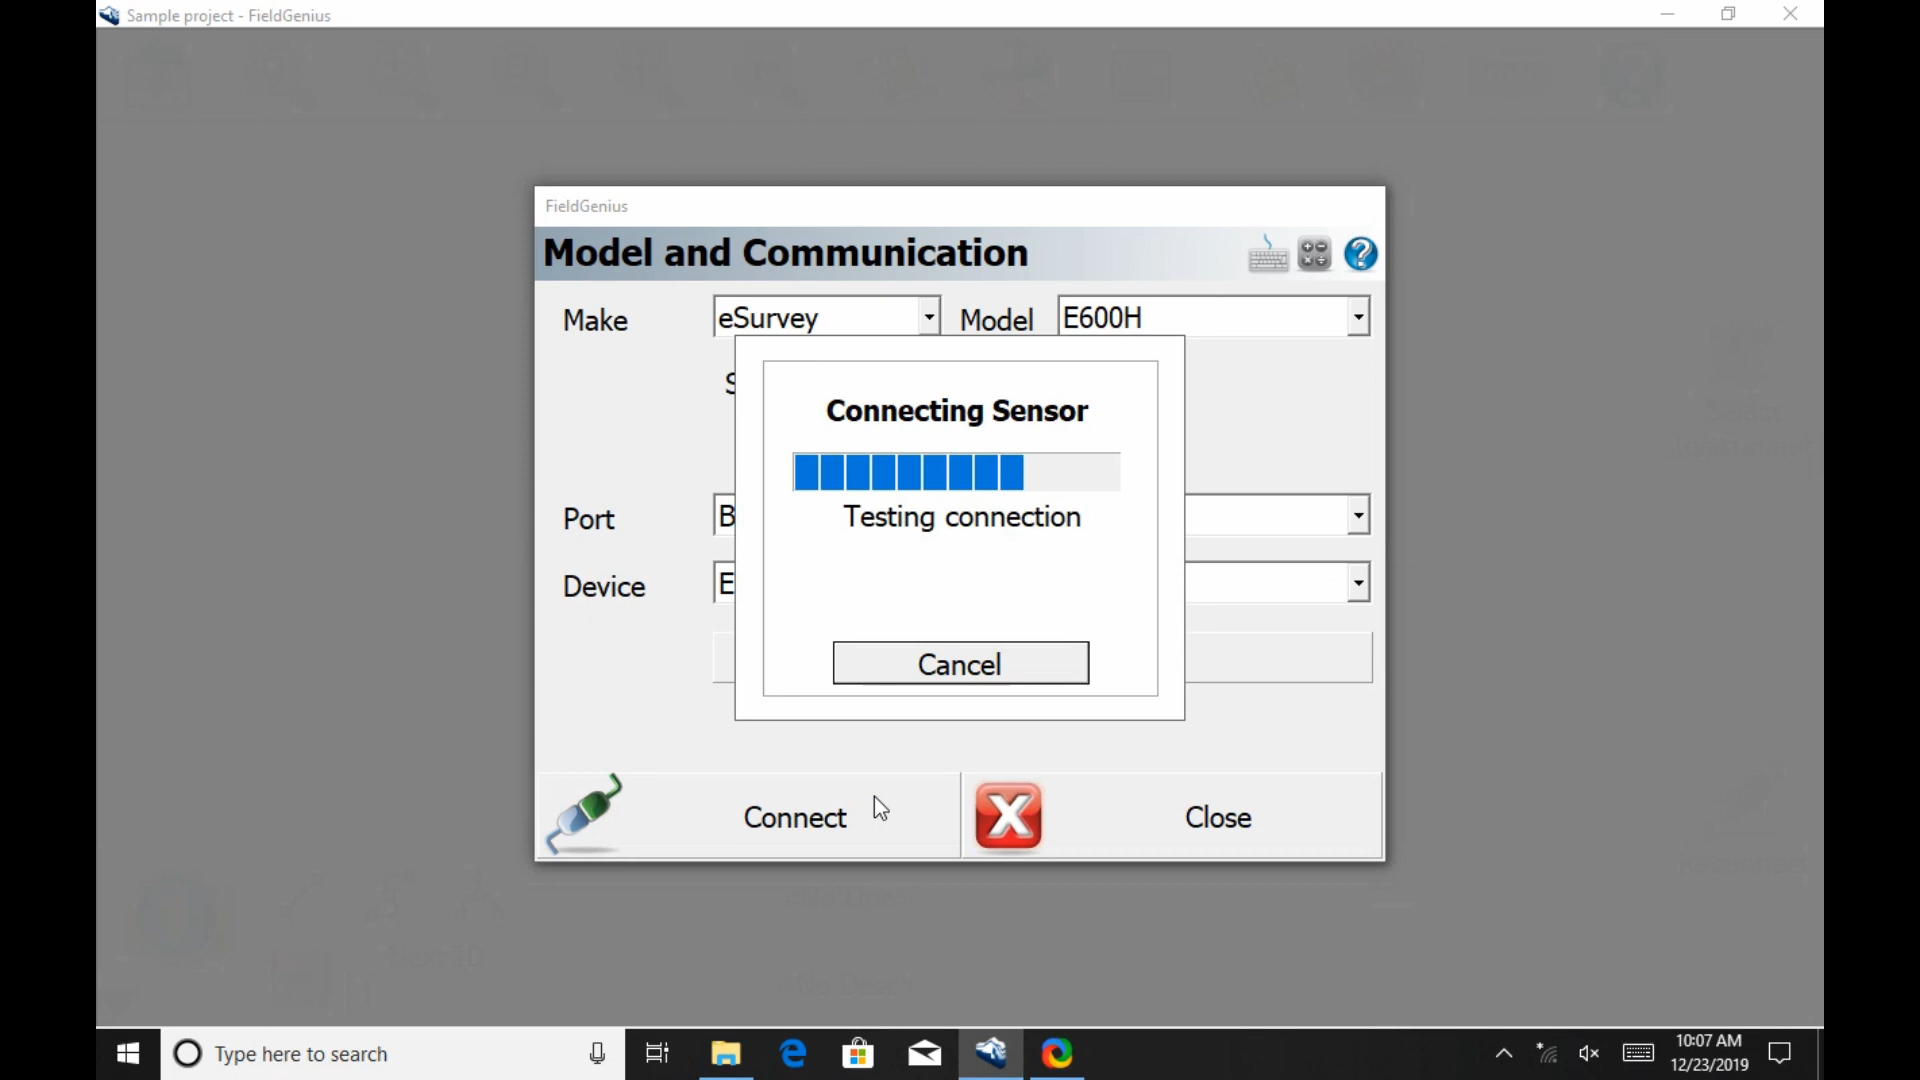 Sample project - FieldGenius
FieldGenius
Model and Communication
Make eSurvey Model E600H
Connecting Sensor
Testing connection
Port B
Device E
Cancel
Connect Close
Type here to search
10:07 AM
12/23/2019